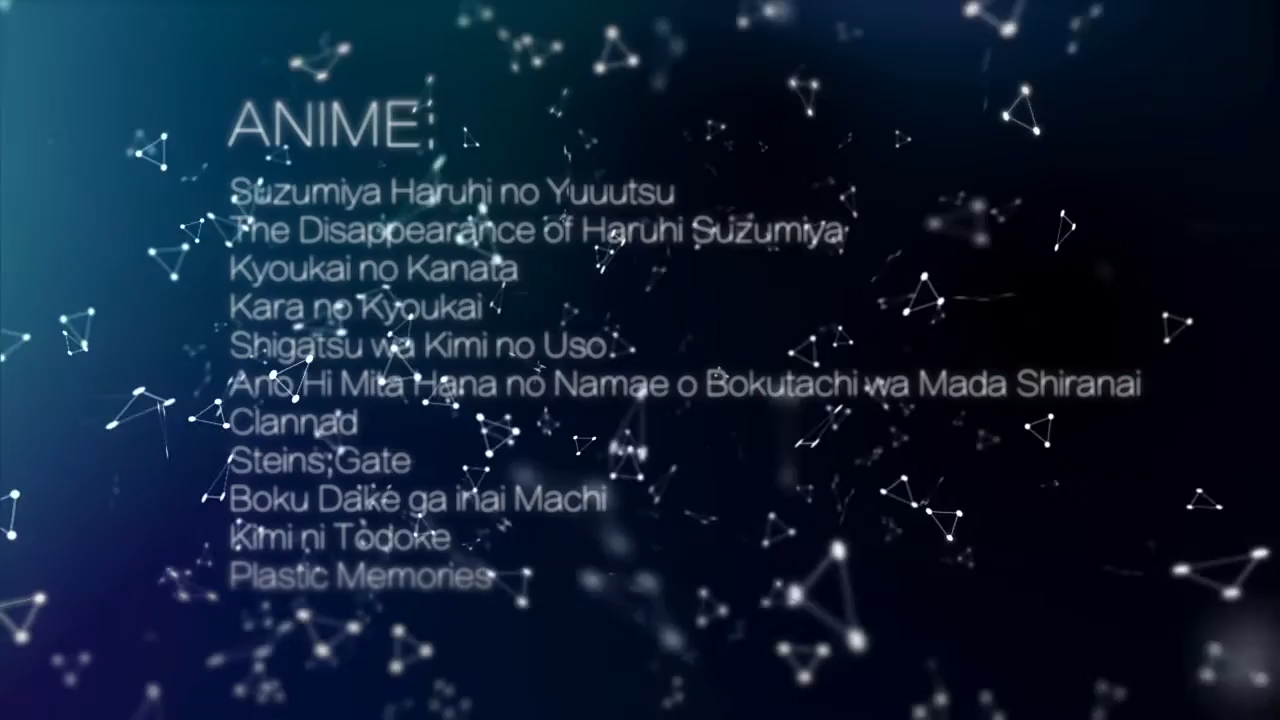 ANIME:
Suzumiya Haruhi no Yuuutsu
The Disappearance of Haruhi Suzumiya
Kyoukai no Kanata
Kara no Kyoukai
Shigatsu wa Kimi no Uso
Ano Hi Mita Hana no Namae o Bokutachi wa Mada Shiranai
Clannad
Steins;Gate
Boku Dake ga inai Machi
Kimi ni Todoke
Plastic Memories